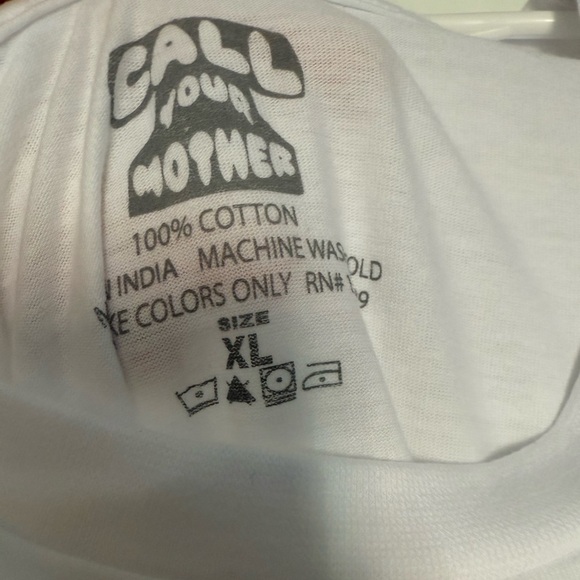 CALL
YOUR
MOTHER
100% COTTON
INDIA MACHINE WAS OLD
COLORS ONLY RN#
SIZE
XL